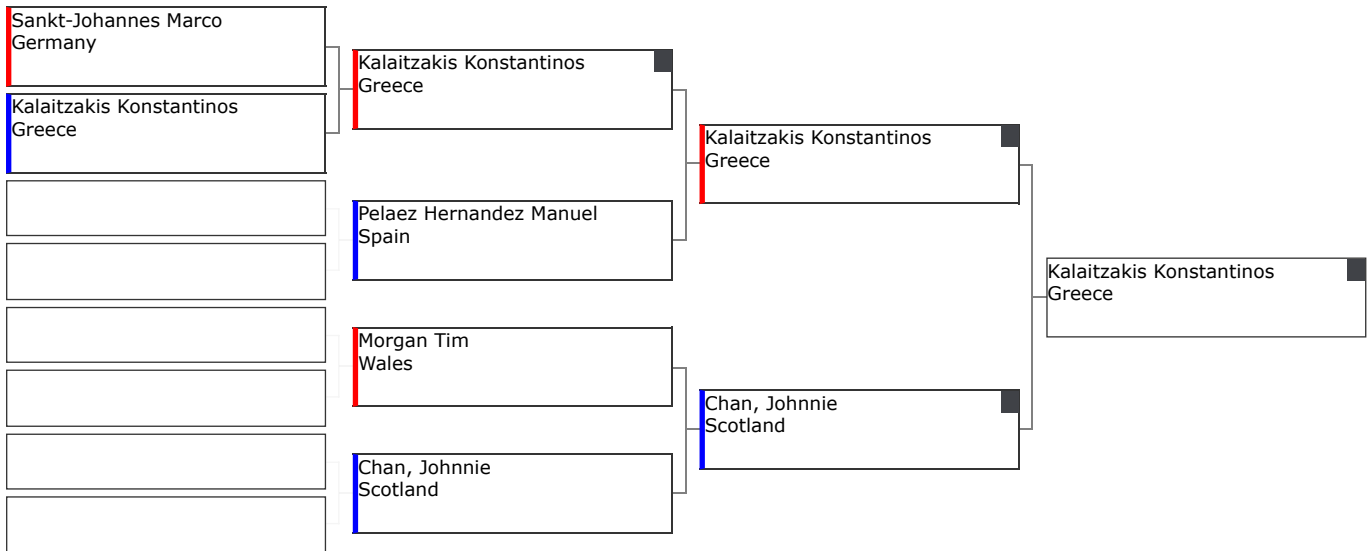 Sankt-Johannes Marco
Germany
Kalaitzakis Konstantinos
Greece
Kalaitzakis Konstantinos
Greece
Pelaez Hernandez Manuel
Spain
Morgan Tim
Wales
Chan, Johnnie
Scotland
Kalaitzakis Konstantinos
Greece
Chan, Johnnie
Scotland
Kalaitzakis Konstantinos
Greece